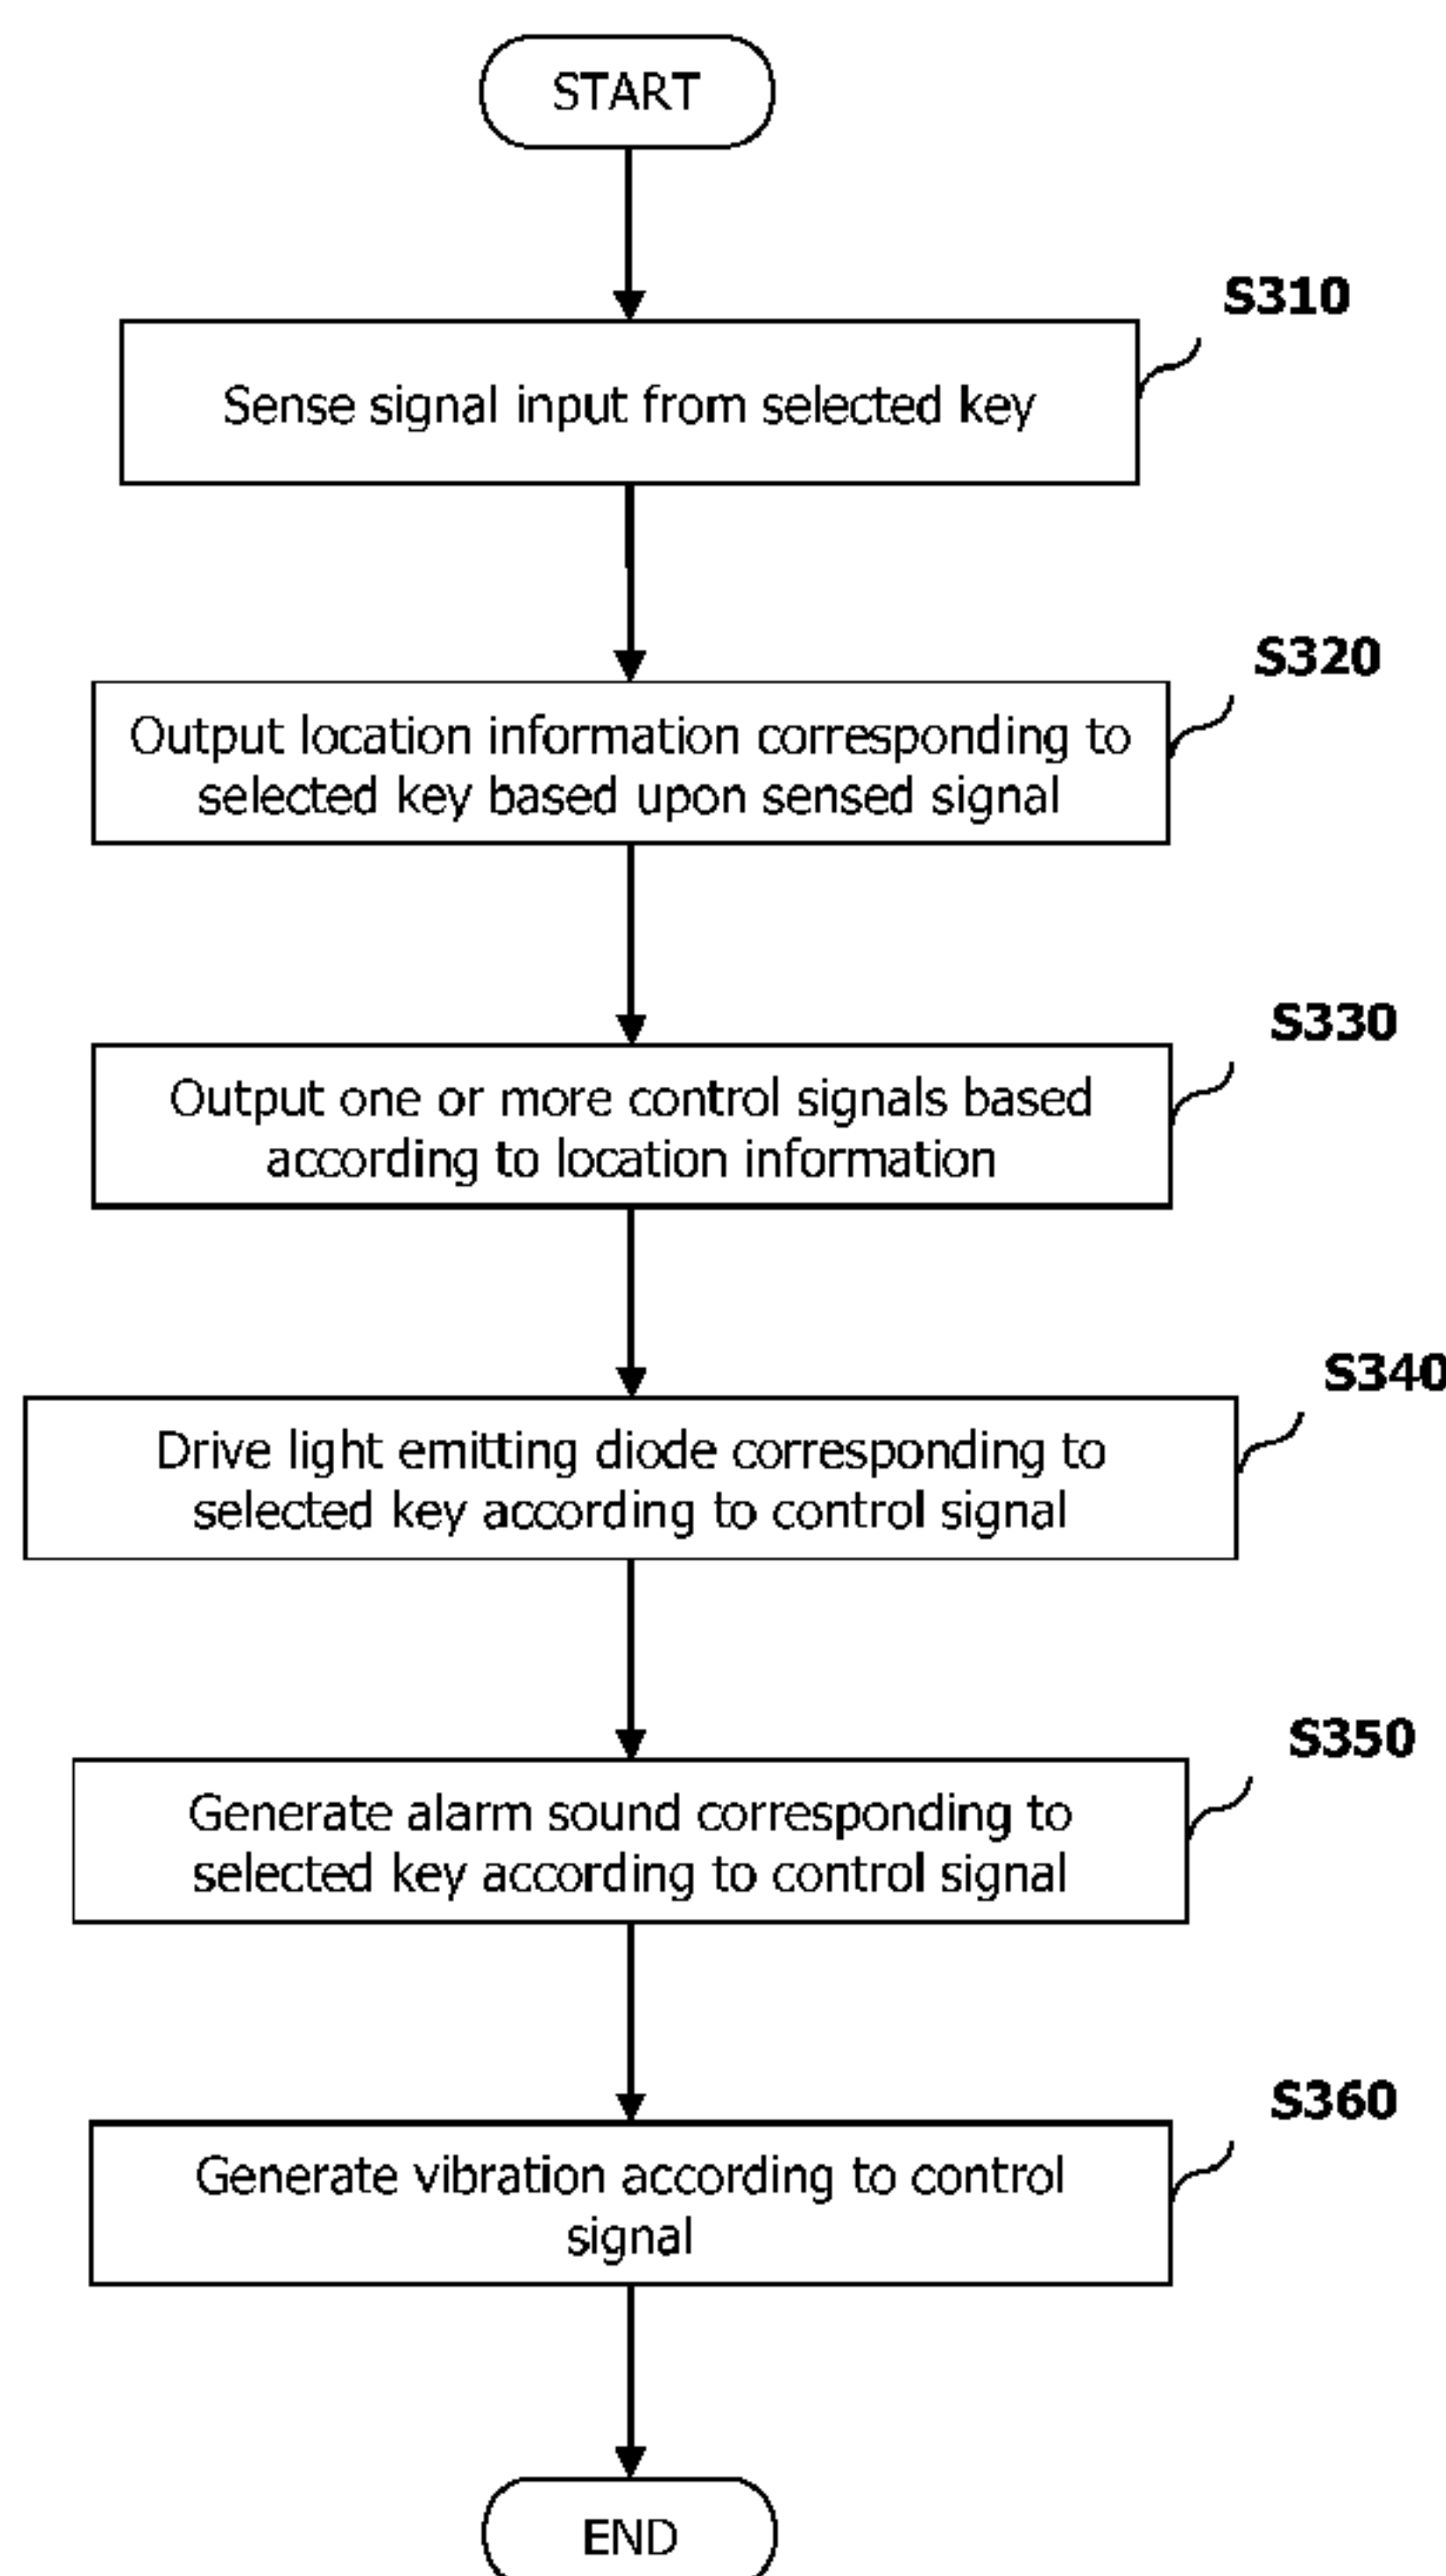 START
S310
Sense signal input from selected key
S320
Output location information corresponding to
selected key based upon sensed signal
S330
Output one or more control signals based
according to location information
S340
Drive light emitting diode corresponding to
selected key according to control signal
S350
Generate alarm sound corresponding to
selected key according to control signal
S360
Generate vibration according to control
signal
END